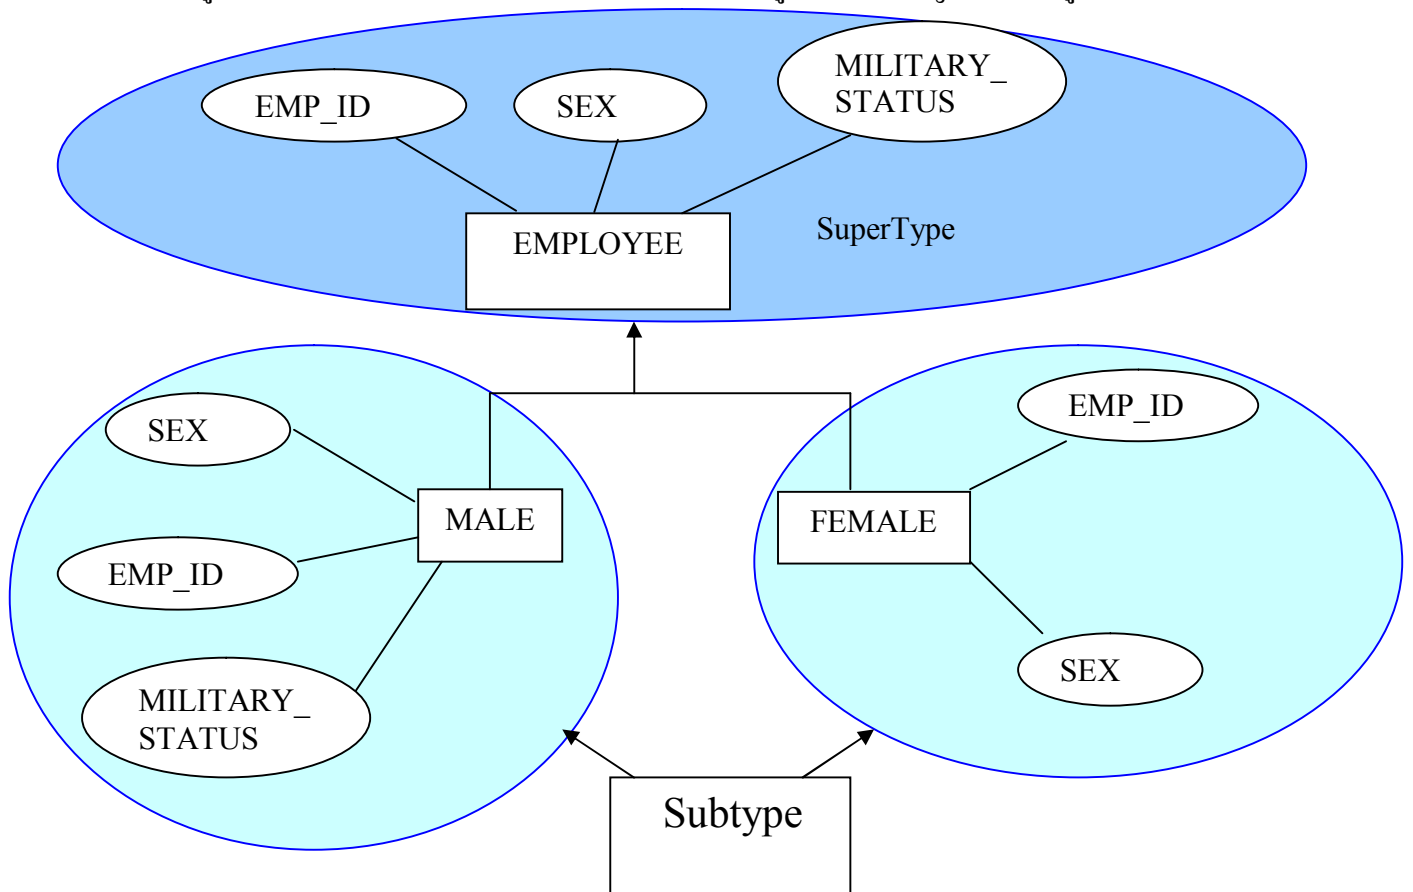 EMP_ID
SEX
MILITARY_
STATUS
EMPLOYEE
SuperType
SEX
EMP_ID
MALE
FEMALE
EMP_ID
MILITARY_
STATUS
SEX
Subtype